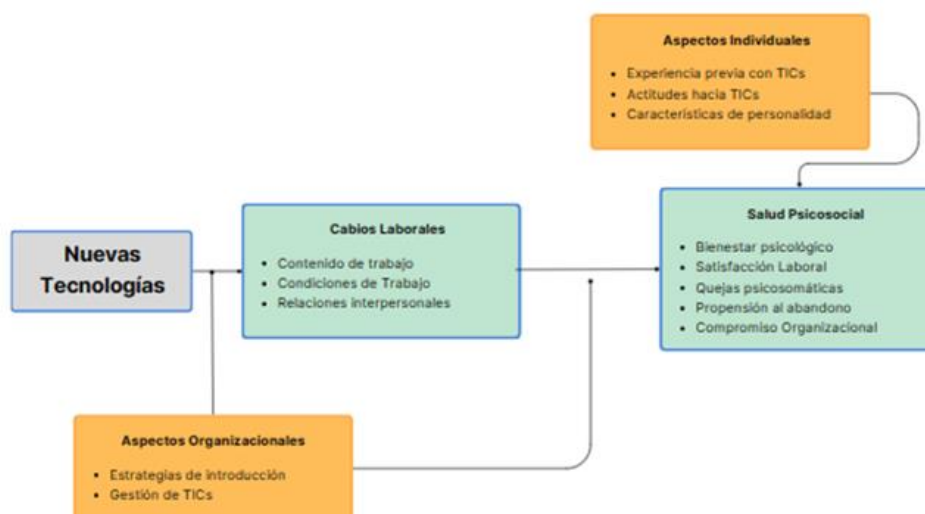 Aspectos Individuales
• Experiencia previa con TICs
• Actitudes hacia TICs
• Características de personalidad
Nuevas
Tecnologías
Cabios Laborales
• Contenido de trabajo
• Condiciones de Trabajo
• Relaciones interpersonales
Salud Psicosocial
• Bienestar psicológico
• Satisfacción Laboral
• Quejas psicosomáticas
• Propensión al abandono
• Compromiso Organizacional
Aspectos Organizacionales
• Estrategias de introducción
• Gestión de TICs